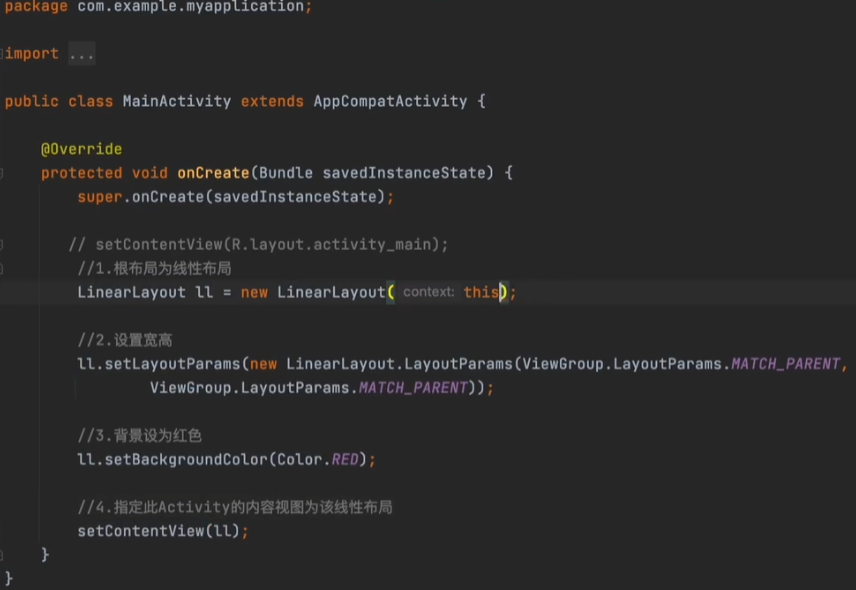 package com.example.myapplication;
import ...
public class MainActivity extends AppCompatActivity {
@Override
protected void onCreate(Bundle savedInstanceState) {
super.onCreate(savedInstanceState);
// setContentView(R.layout.activity_main);
//1.根布局为线性布局
LinearLayout ll = new LinearLayout( context: this);
//2.设置宽高
ll.setLayoutParams(new LinearLayout.LayoutParams(ViewGroup.LayoutParams.MATCH_PARENT,
ViewGroup.LayoutParams.MATCH_PARENT));
//3.背景设为红色
ll.setBackgroundColor(Color.RED);
//4.指定此Activity的内容视图为该线性布局
setContentView(ll);
}
}